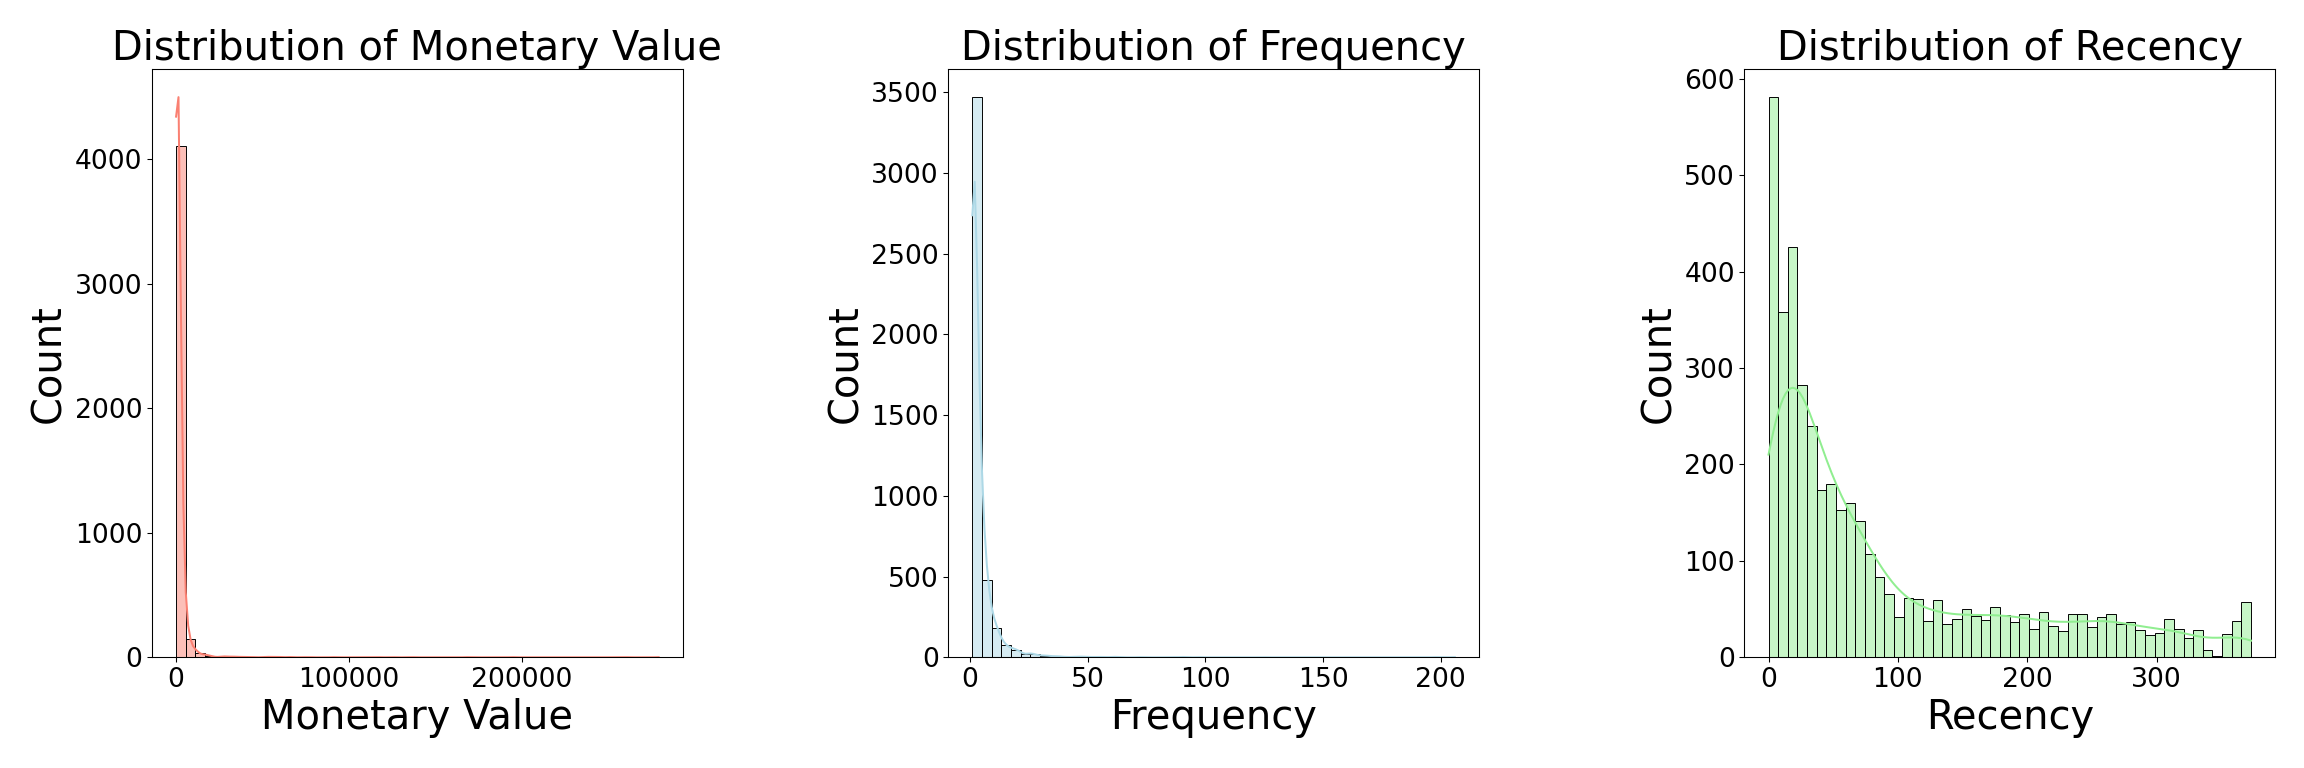 Distribution of Monetary Value
4000
3000
2000
1000
0
Count
0 100000 200000
Monetary Value
Distribution of Frequency
3500
3000
2500
2000
1500
1000
500
0
Count
0 50 100 150 200
Frequency
Distribution of Recency
600
500
400
300
200
100
0
Count
0 100 200 300
Recency